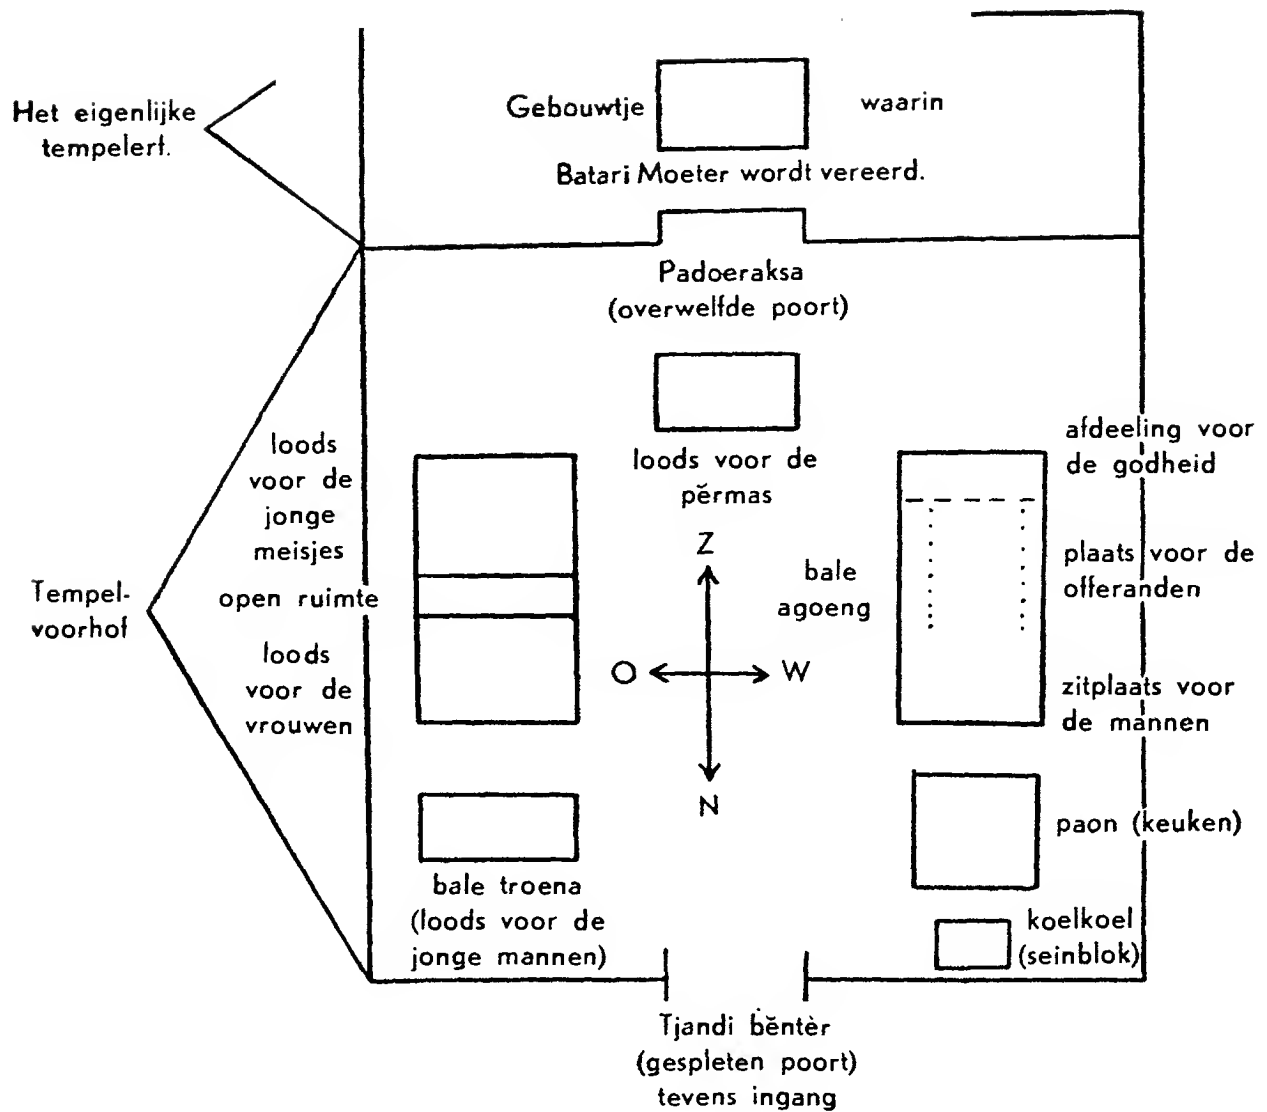 Het eigenlijke
tempelerf.
Gebouwtje waarin
Batari Moeter wordt vereerd.
Padoeraksa
(overwelfde poort)
loods voor de
pĕrmas
loods
voor de
jonge
meisjes
open ruimte
loods
voor de
vrouwen
Tempel-
voorhof
Z
O
W
N
bale
agoeng
afdeeling voor
de godheid
plaats voor de
offeranden
zitplaats voor
de mannen
paon (keuken)
koelkoel
(seinblok)
bale troena
(loods voor de
jonge mannen)
Tjandi bĕntèr
(gespleten poort)
tevens ingang